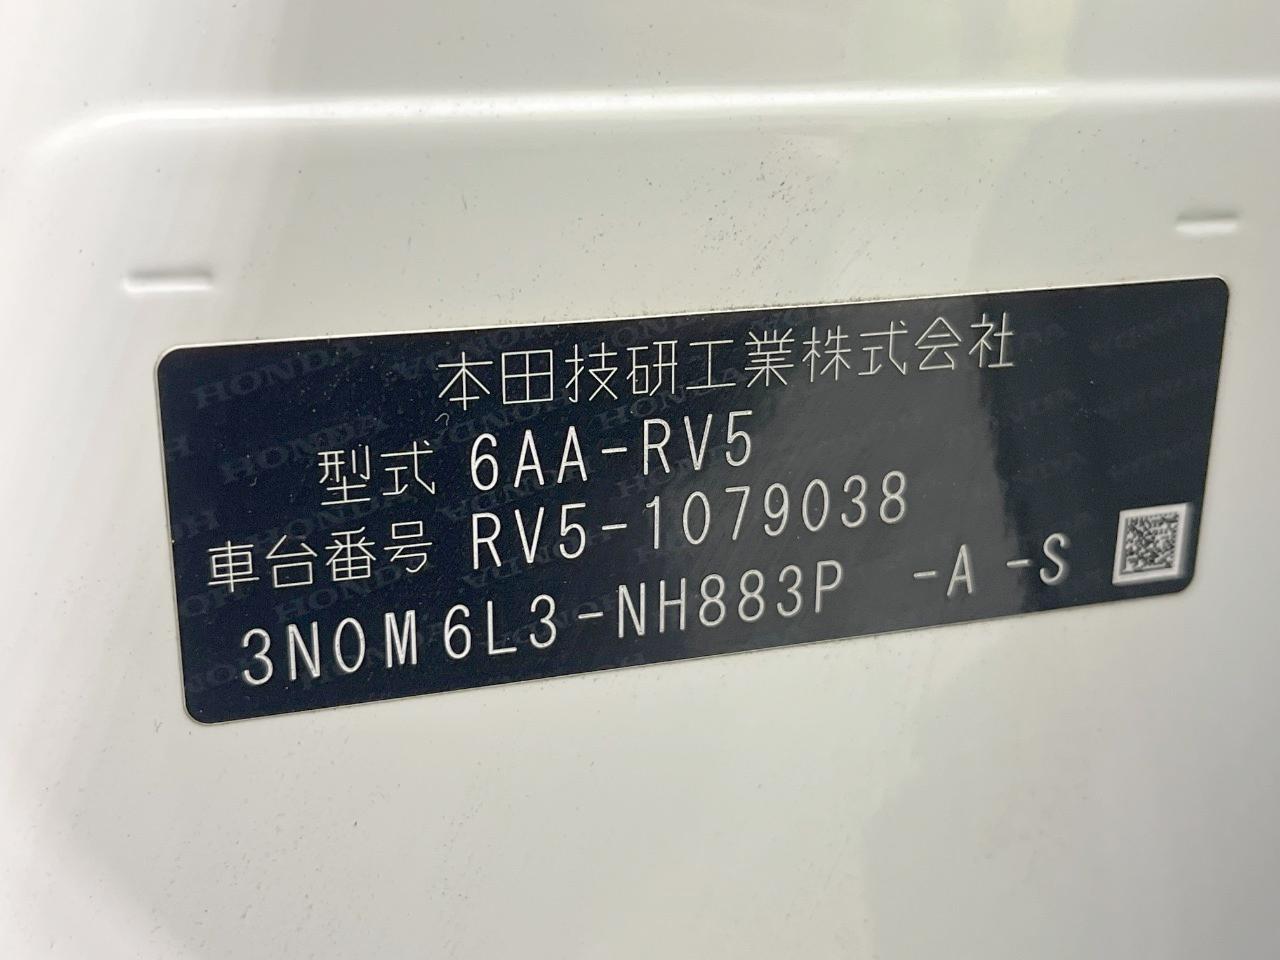 本田技研工業株式会社
型式 6AA-RV5
車台番号 RV5-1079038
3N0M6L3-NH883P -A -S